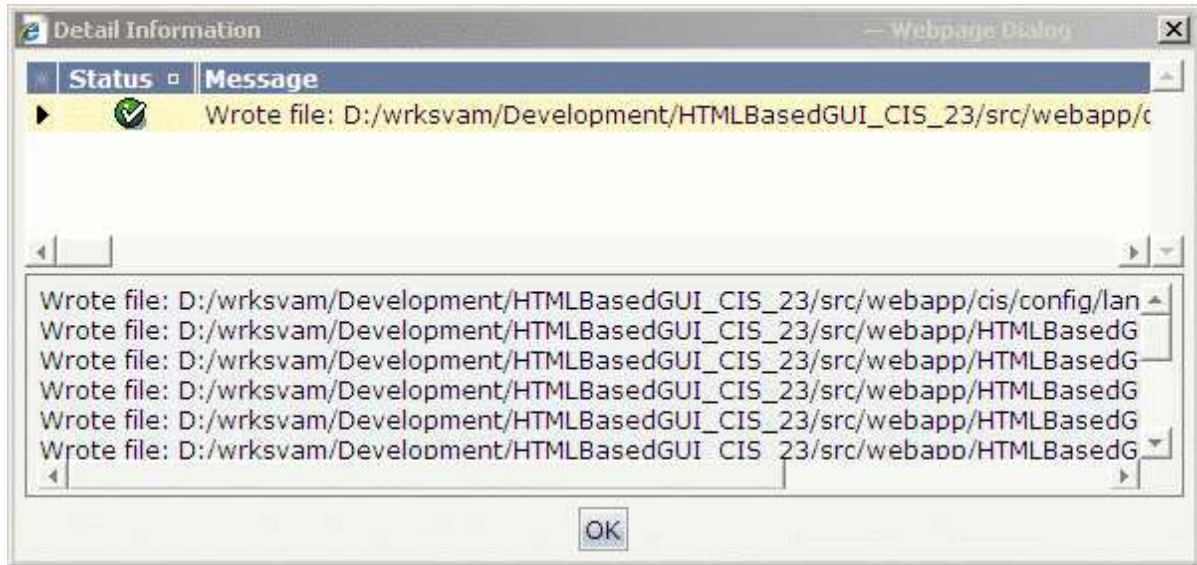 Detail Information — Webpage Dialog
Status Message
Wrote file: D:/wrksvam/Development/HTMLBasedGUI_CIS_23/src/webapp/c
Wrote file: D:/wrksvam/Development/HTMLBasedGUI_CIS_23/src/webapp/cis/config/lan
Wrote file: D:/wrksvam/Development/HTMLBasedGUI_CIS_23/src/webapp/HTMLBasedG
Wrote file: D:/wrksvam/Development/HTMLBasedGUI_CIS_23/src/webapp/HTMLBasedG
Wrote file: D:/wrksvam/Development/HTMLBasedGUI_CIS_23/src/webapp/HTMLBasedG
Wrote file: D:/wrksvam/Development/HTMLBasedGUI_CIS_23/src/webapp/HTMLBasedG
Wrote file: D:/wrksvam/Development/HTMLBasedGUI_CIS_23/src/webapp/HTMLBasedG
OK